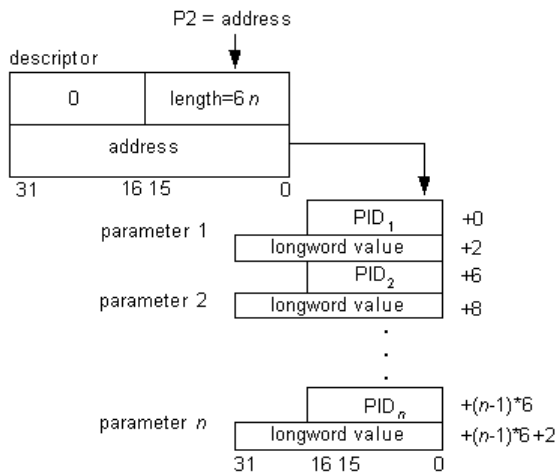 P2 = address
descriptor
0 length=6 n
address
31 16 15 0
PID1 +0
parameter 1
longword value +2
PID2 +6
parameter 2 longword value +8
.
.
.
PIDn +(n-1)*6
parameter n longword value +(n-1)*6+2
31 16 15 0